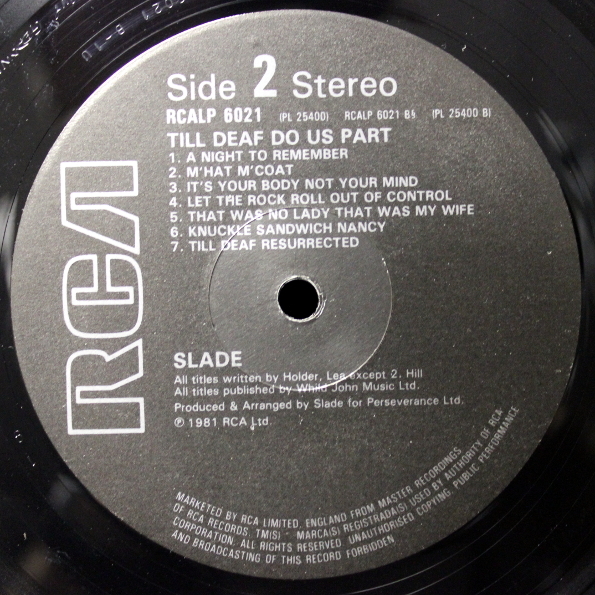 Side 2 Stereo
RCALP 6021 (PL 25400) RCALP 6021 B§ (PL 25400 B)
TILL DEAF DO US PART
1. A NIGHT TO REMEMBER
2. M'HAT M'COAT
3. IT'S YOUR BODY NOT YOUR MIND
4. LET THE ROCK ROLL OUT OF CONTROL
5. THAT WAS NO LADY THAT WAS MY WIFE
6. KNUCKLE SANDWICH NANCY
7. TILL DEAF RESURRECTED
RCA
SLADE
All titles written by Holder, Lea except 2. Hill
All titles published by Whild John Music Ltd.
Produced & Arranged by Slade for Perseverance Ltd.
℗ 1981 RCA Ltd.
MARKETED BY RCA LIMITED, ENGLAND FROM MASTER RECORDINGS
OF RCA RECORDS. TM(S) - MARCA(S) REGISTRADA(S) USED BY AUTHORITY OF RCA
CORPORATION. ALL RIGHTS RESERVED. UNAUTHORISED COPYING, PUBLIC PERFORMANCE
AND BROADCASTING OF THIS RECORD FORBIDDEN